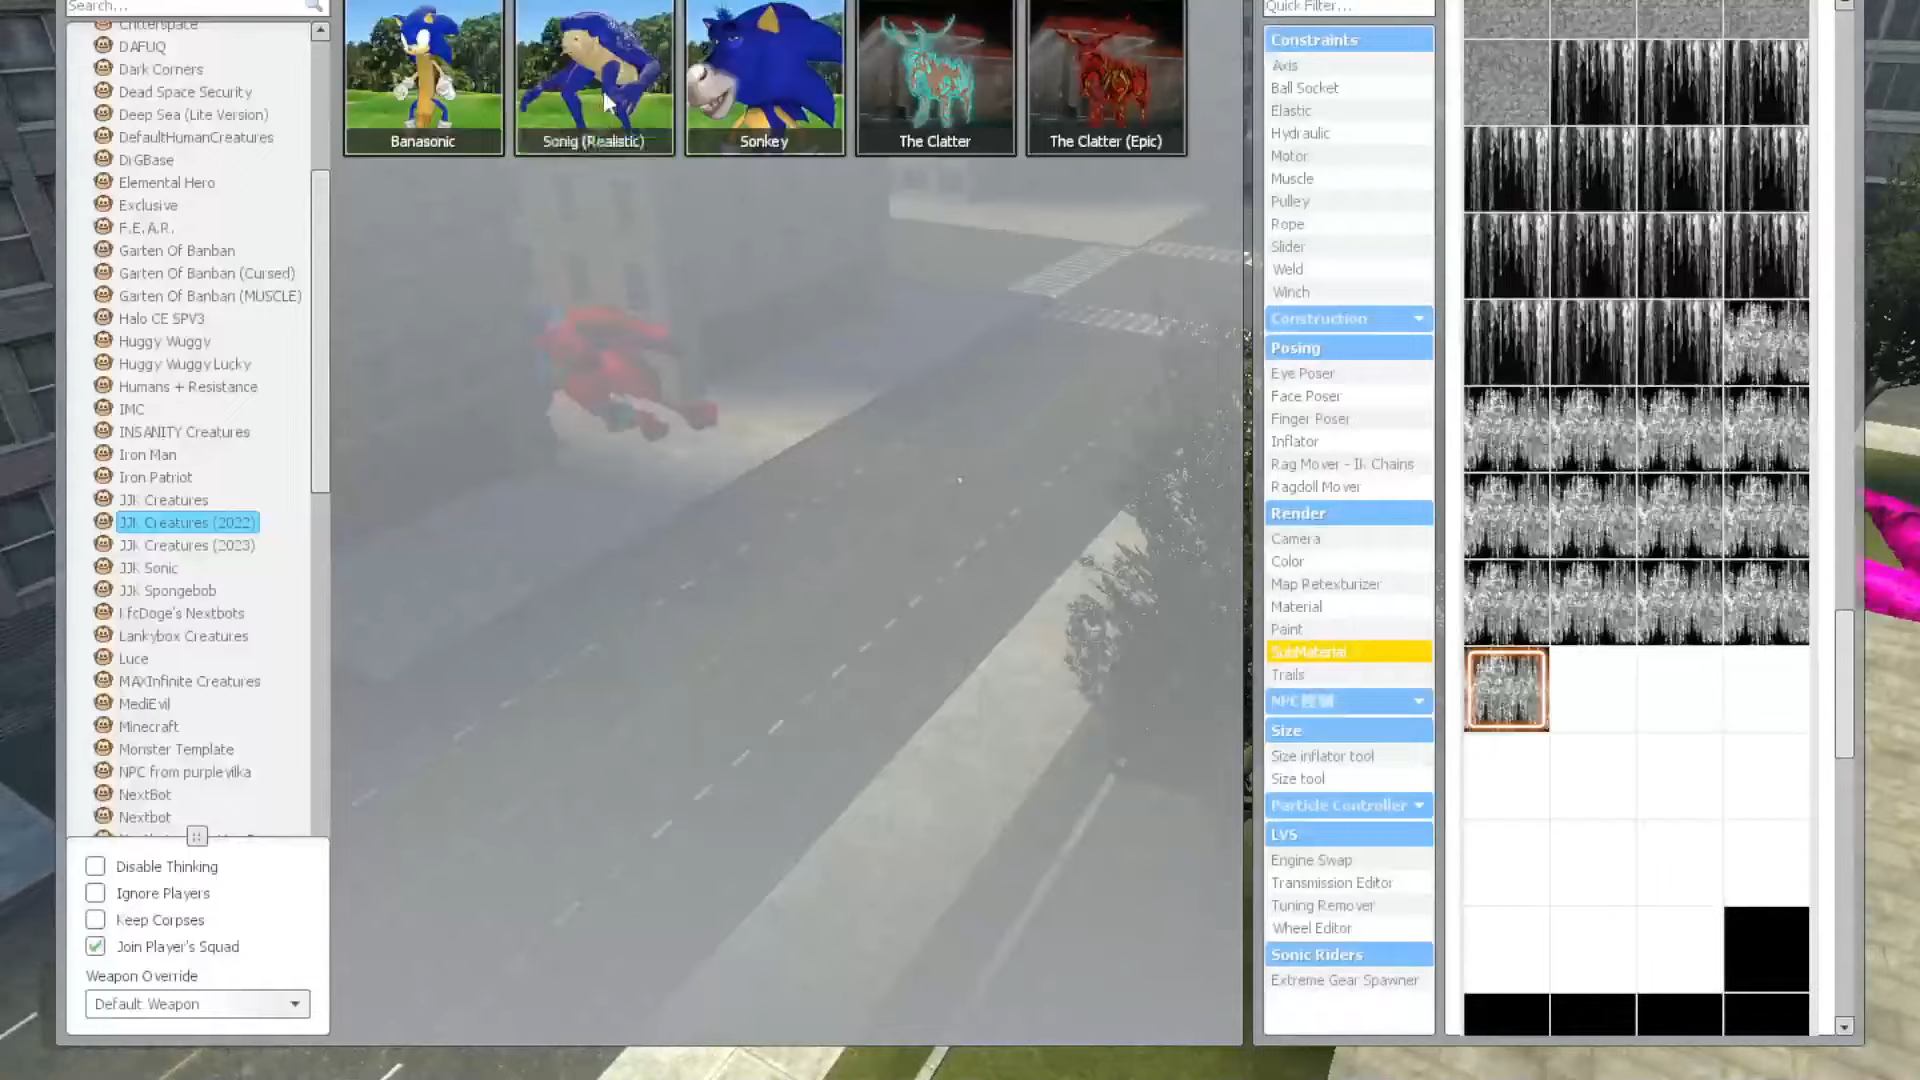 Search...
Critterspace
DAFUQ
Dark Corners
Dead Space Security
Deep Sea (Lite Version)
DefaultHumanCreatures
DrGBase
Elemental Hero
Exclusive
F.E.A.R.
Garten Of Banban
Garten Of Banban (Cursed)
Garten Of Banban (MUSCLE)
Halo CE SPV3
Huggy Wuggy
Huggy Wuggy Lucky
Humans + Resistance
IMC
INSANITY Creatures
Iron Man
Iron Patriot
JJK Creatures
JJK Creatures (2022)
JJK Creatures (2023)
JJK Sonic
JJK Spongebob
KfcDoge's Nextbots
Lankybox Creatures
Luce
MAXInfinite Creatures
MediEvil
Minecraft
Monster Template
NPC from purplevilka
NextBot
Nextbot
Disable Thinking
Ignore Players
Keep Corpses
Join Player's Squad
Weapon Override
Default Weapon
Banasonic
Sonig (Realistic)
Sonkey
The Clatter
The Clatter (Epic)
Quick Filter...
Constraints
Axis
Ball Socket
Elastic
Hydraulic
Motor
Muscle
Pulley
Rope
Slider
Weld
Winch
Construction
Posing
Eye Poser
Face Poser
Finger Poser
Inflator
Rag Mover - IK Chains
Ragdoll Mover
Render
Camera
Color
Map Retexturizer
Material
Paint
SubMaterial
Trails
NPC
Size
Size inflator tool
Size tool
Particle Controller
LVS
Engine Swap
Transmission Editor
Tuning Remover
Wheel Editor
Sonic Riders
Extreme Gear Spawner